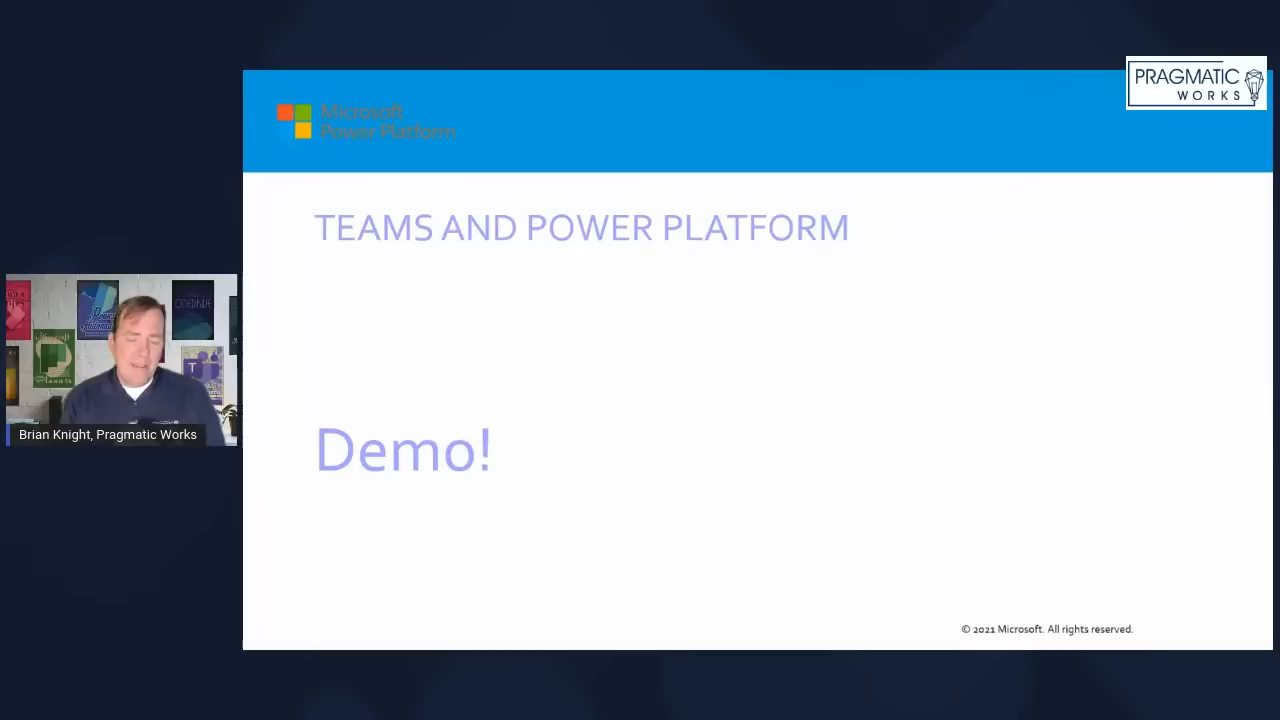 PRAGMATIC
WORKS
Microsoft
Power Platform
TEAMS AND POWER PLATFORM
Demo!
Brian Knight, Pragmatic Works
© 2021 Microsoft. All rights reserved.